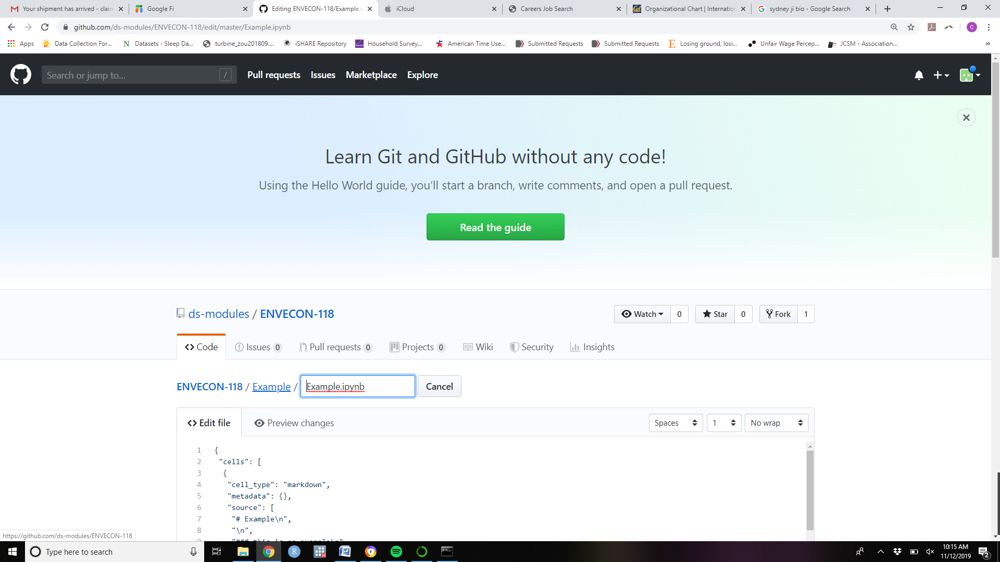 Your shipment has arrived - claire
Google Fi
Editing ENVECON-118/Example.i
iCloud
Careers Job Search
Organizational Chart | Internation
sydney ji bio - Google Search
github.com/ds-modules/ENVECON-118/edit/master/Example.ipynb
C
Apps
Data Collection For...
N Datasets - Sleep Da...
turbine_zou201809....
iSHARE Repository
RAND Household Survey...
American Time Use...
Submitted Requests
Submitted Requests
E Losing ground, losi...
Unfair Wage Percep...
JCSM - Association...
»
Search or jump to...
/
Pull requests
Issues
Marketplace
Explore
Learn Git and GitHub without any code!
Using the Hello World guide, you’ll start a branch, write comments, and open a pull request.
Read the guide
ds-modules / ENVECON-118
Watch 0
Star 0
Fork 1
Code
Issues 0
Pull requests 0
Projects 0
Wiki
Security
Insights
ENVECON-118 / Example / Example.ipynb
Cancel
Edit file
Preview changes
Spaces
1
No wrap
1 {
2 "cells": [
3 {
4 "cell_type": "markdown",
5 "metadata": {},
6 "source": [
7 "# Example\n",
8 "\n",
9 "### this is an example\n",
https://github.com/ds-modules/ENVECON-118
Type here to search
R
14
W
10:15 AM
11/12/2019
2